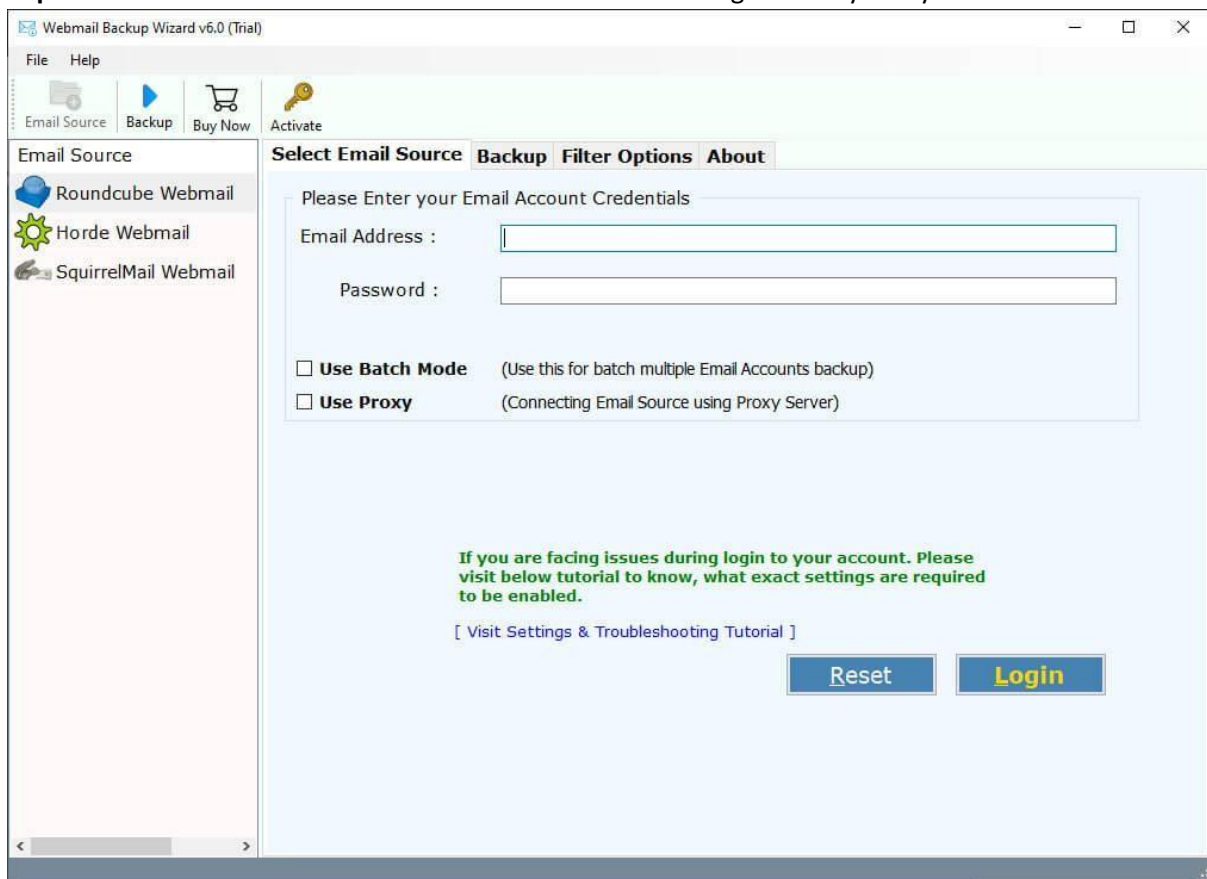 Webmail Backup Wizard v6.0 (Trial)
File Help
Email Source Backup Buy Now Activate
Email Source
Roundcube Webmail
Horde Webmail
SquirrelMail Webmail
Select Email Source Backup Filter Options About
Please Enter your Email Account Credentials
Email Address :
Password :
Use Batch Mode (Use this for batch multiple Email Accounts backup)
Use Proxy (Connecting Email Source using Proxy Server)
If you are facing issues during login to your account. Please
visit below tutorial to know, what exact settings are required
to be enabled.
[ Visit Settings & Troubleshooting Tutorial ]
Reset Login